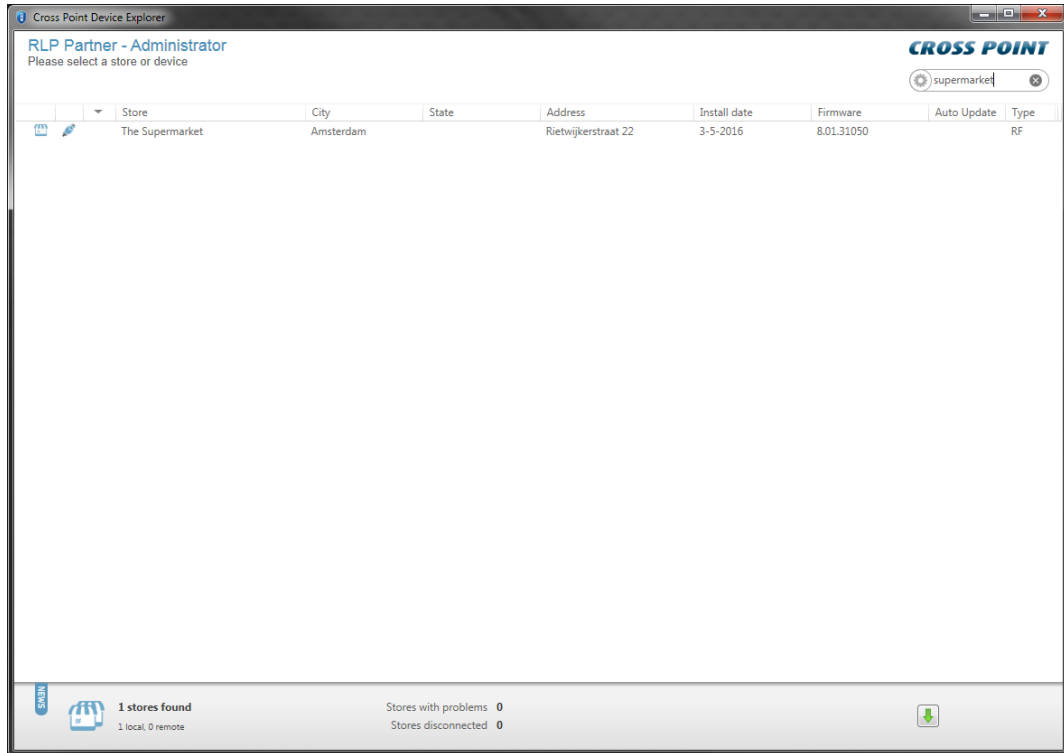 Cross Point Device Explorer
RLP Partner - Administrator
Please select a store or device
CROSS POINT
supermarket
Store City State Address Install date Firmware Auto Update Type
The Supermarket Amsterdam Rietwijkerstraat 22 3-5-2016 8.01.31050 RF
NEWS
1 stores found
1 local, 0 remote
Stores with problems 0
Stores disconnected 0